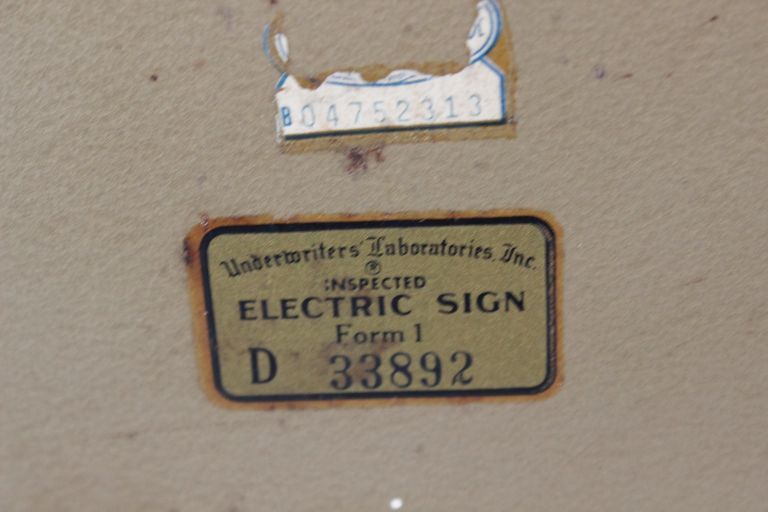 B04752313
Underwriters' Laboratories, Inc.
®
INSPECTED
ELECTRIC SIGN
Form 1
D 33892